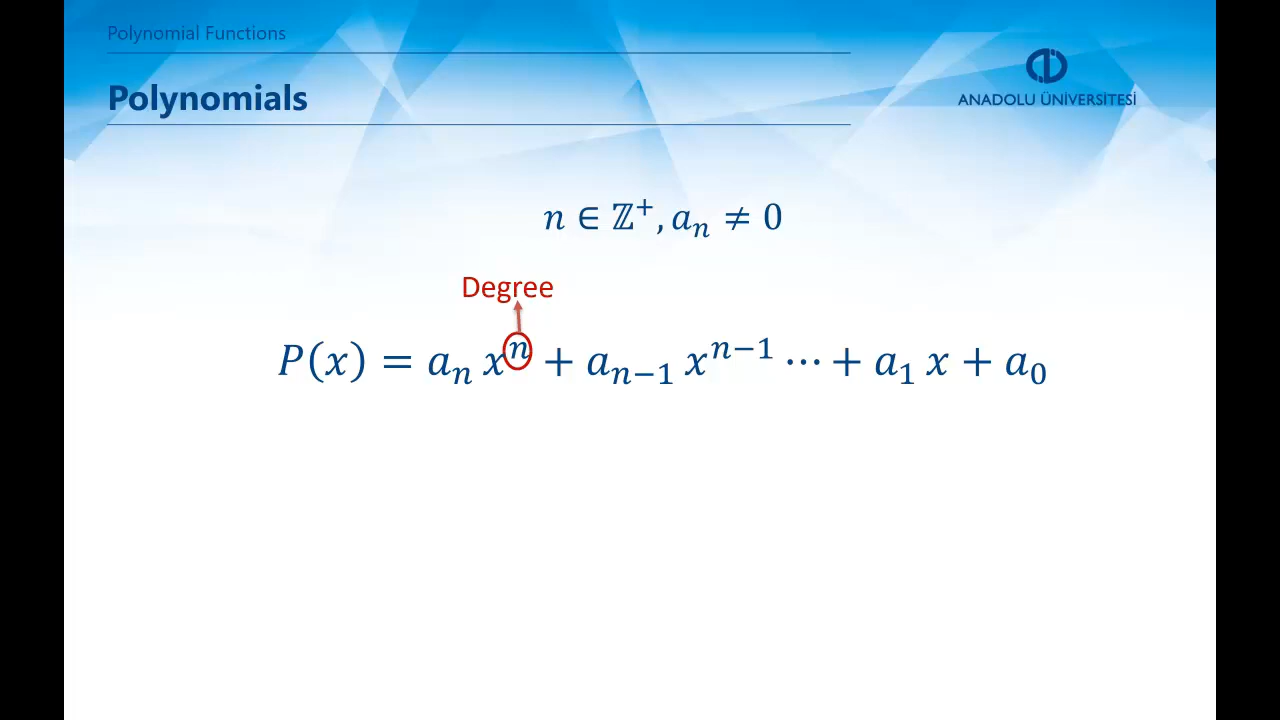 Polynomial Functions
Polynomials
ANADOLU ÜNİVERSİTESİ
n ∈ ℤ⁺, aₙ ≠ 0
Degree
P(x) = aₙ xⁿ + aₙ₋₁ xⁿ⁻¹ ⋯ + a₁ x + a₀